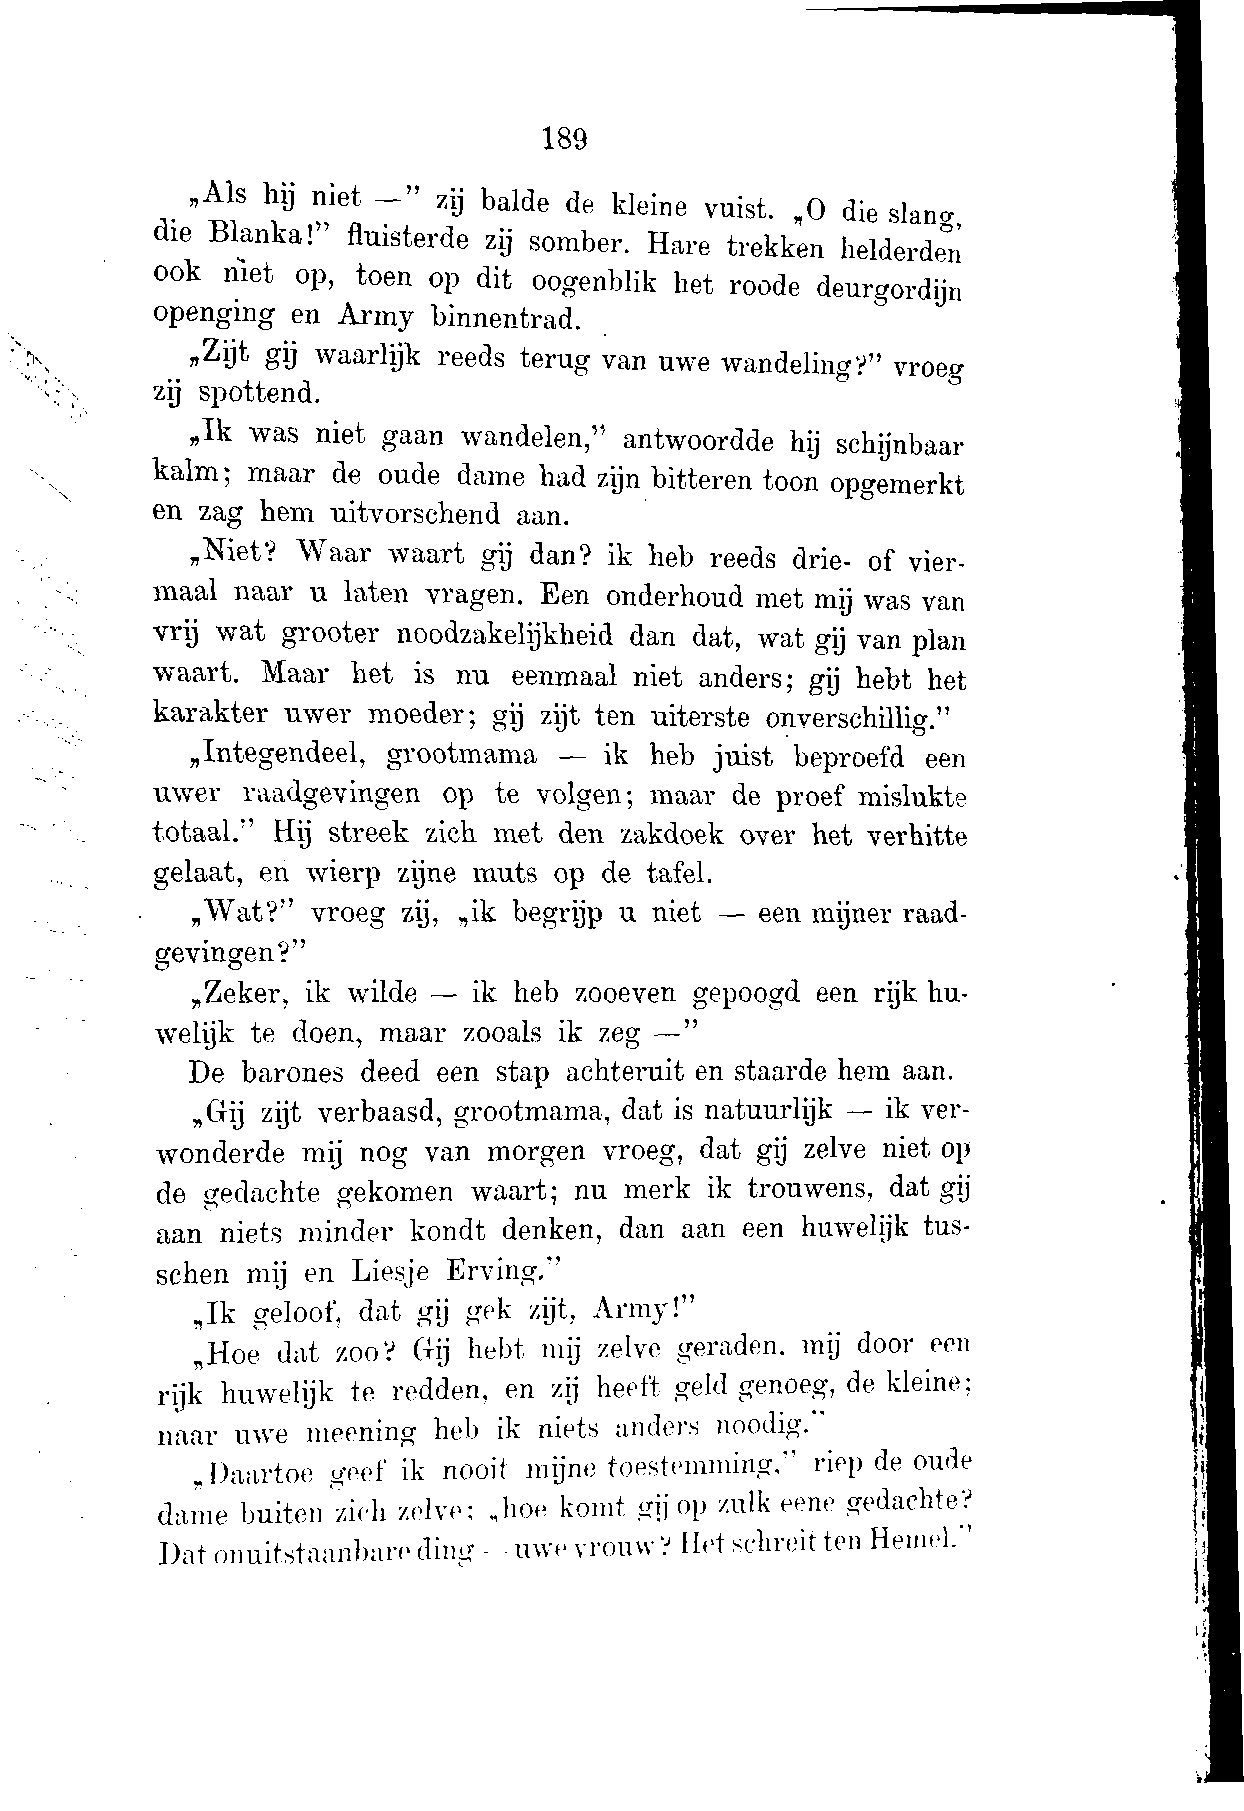 189
„Als hij niet —” zij balde de kleine vuist. „O die slang,
die Blanka!” fluisterde zij somber. Hare trekken helderden
ook niet op, toen op dit oogenblik het roode deurgordijn
openging en Army binnentrad.
„Zijt gij waarlijk reeds terug van uwe wandeling?” vroeg
zij spottend.
„Ik was niet gaan wandelen,” antwoordde hij schijnbaar
kalm; maar de oude dame had zijn bitteren toon opgemerkt
en zag hem uitvorschend aan.
„Niet? Waar waart gij dan? ik heb reeds drie- of vier-
maal naar u laten vragen. Een onderhoud met mij was van
vrij wat grooter noodzakelijkheid dan dat, wat gij van plan
waart. Maar het is nu eenmaal niet anders; gij hebt het
karakter uwer moeder; gij zijt ten uiterste onverschillig.”
„Integendeel, grootmama — ik heb juist beproefd een
uwer raadgevingen op te volgen; maar de proef mislukte
totaal.” Hij streek zich met den zakdoek over het verhitte
gelaat, en wierp zijne muts op de tafel.
„Wat?” vroeg zij, „ik begrijp u niet — een mijner raad-
gevingen?”
„Zeker, ik wilde — ik heb zooeven gepoogd een rijk hu-
welijk te doen, maar zooals ik zeg —”
De barones deed een stap achteruit en staarde hem aan.
„Gij zijt verbaasd, grootmama, dat is natuurlijk — ik ver-
wonderde mij nog van morgen vroeg, dat gij zelve niet op
de gedachte gekomen waart; nu merk ik trouwens, dat gij
aan niets minder kondt denken, dan aan een huwelijk tus-
schen mij en Liesje Erving.”
„Ik geloof, dat gij gek zijt, Army!”
„Hoe dat zoo? Gij hebt mij zelve geraden, mij door een
rijk huwelijk te redden, en zij heeft geld genoeg, de kleine;
naar uwe meening heb ik niets anders noodig.”
„Daartoe geef ik nooit mijne toestemming,” riep de oude
dame buiten zich zelve; „hoe komt gij op zulk eene gedachte?
Dat onuitstaanbare ding — uwe vrouw? Het schreit ten Hemel.”